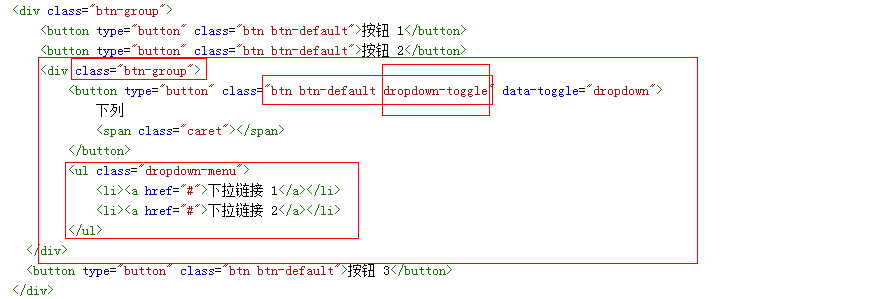 <div class="btn-group">
<button type="button" class="btn btn-default">按钮 1</button>
<button type="button" class="btn btn-default">按钮 2</button>
<div class="btn-group">
<button type="button" class="btn btn-default dropdown-toggle" data-toggle="dropdown">
下列
<span class="caret"></span>
</button>
<ul class="dropdown-menu">
<li><a href="#">下拉链接 1</a></li>
<li><a href="#">下拉链接 2</a></li>
</ul>
</div>
<button type="button" class="btn btn-default">按钮 3</button>
</div>